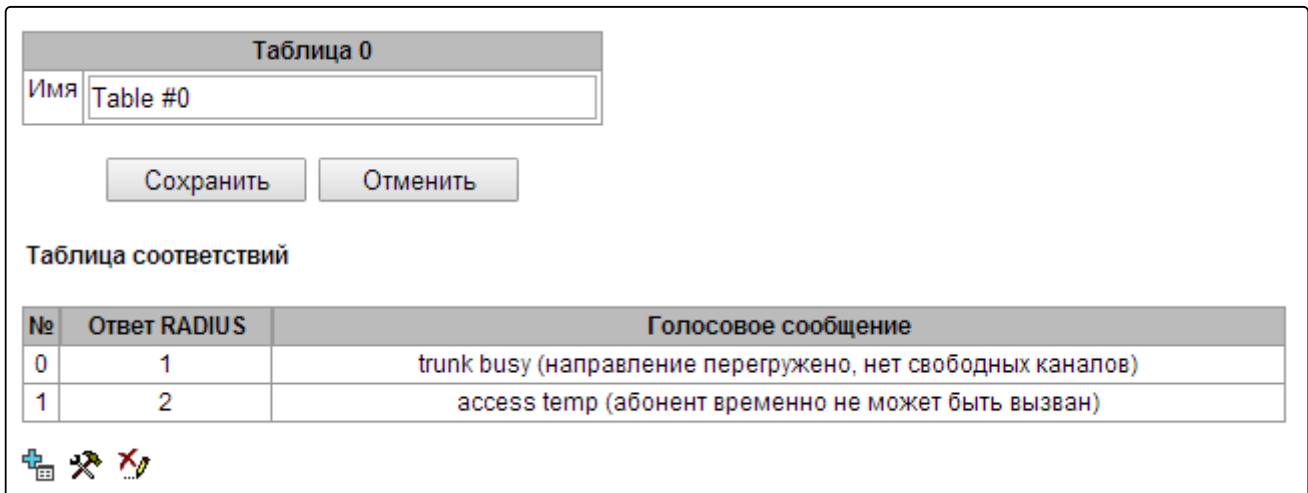 Таблица 0
Имя Table #0
Сохранить Отменить
Таблица соответствий
№ Ответ RADIUS Голосовое сообщение
0 1 trunk busy (направление перегружено, нет свободных каналов)
1 2 access temp (абонент временно не может быть вызван)